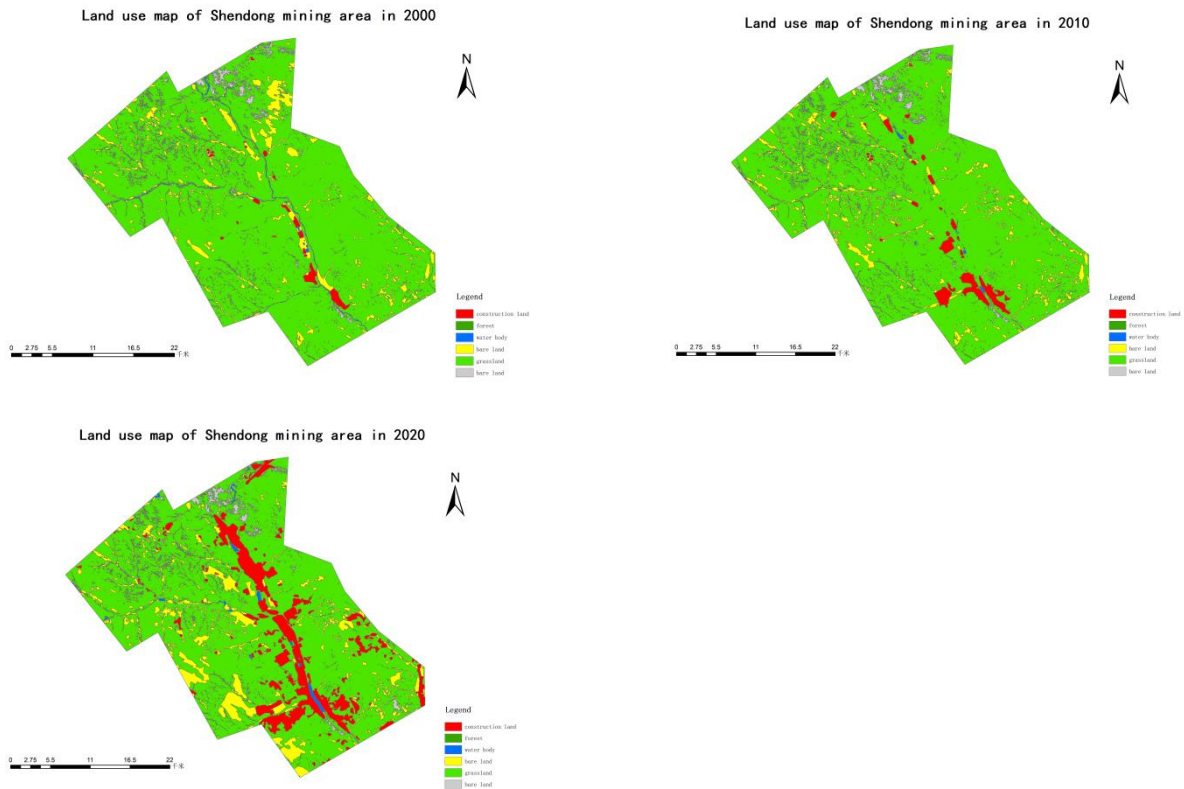 Land use map of Shendong mining area in 2000
N
Legend
construction land
forest
water body
bare land
grassland
bare land
0 2.75 5.5 11 16.5 22 千米
Land use map of Shendong mining area in 2010
N
Legend
construction land
forest
water body
bare land
grassland
bare land
0 2.75 5.5 11 16.5 22 千米
Land use map of Shendong mining area in 2020
N
Legend
construction land
forest
water body
bare land
grassland
bare land
0 2.75 5.5 11 16.5 22 千米